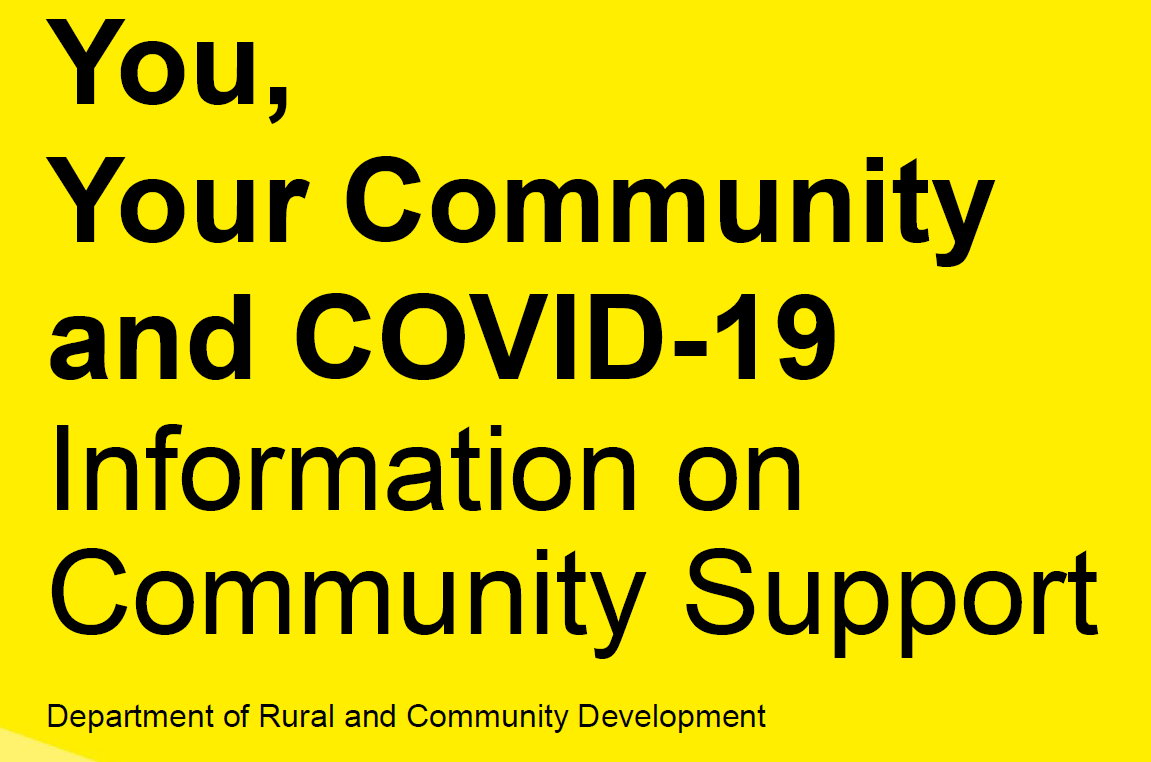 You,
Your Community
and COVID-19
Information on
Community Support
Department of Rural and Community Development